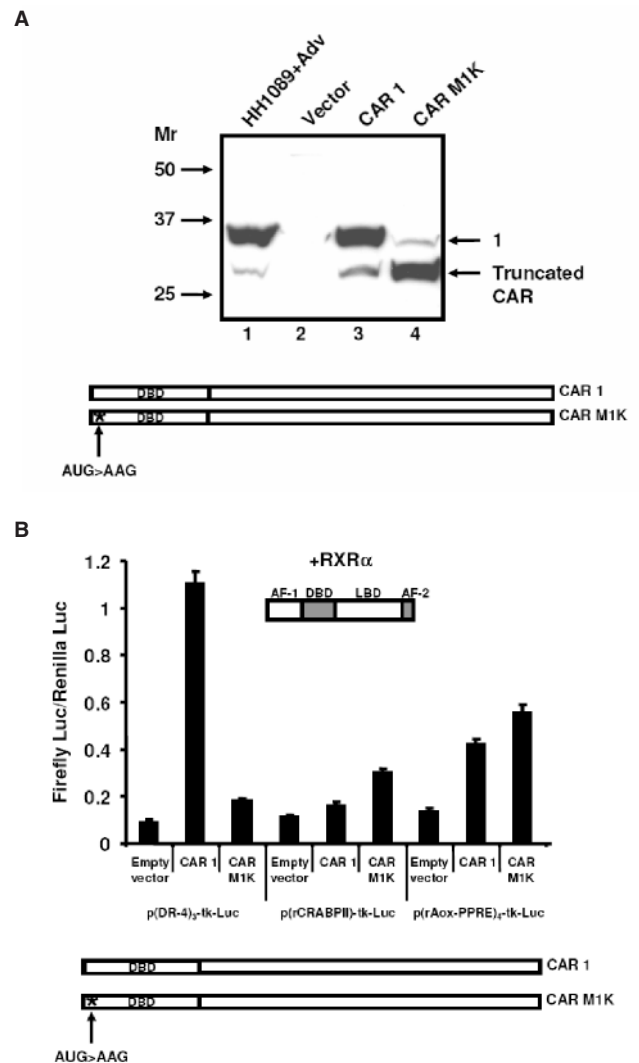 A
HH1089+Adv Vector CAR 1 CAR M1K
Mr
50
37
1
Truncated
CAR
25
1 2 3 4
DBD CAR 1
* DBD CAR M1K
AUG>AAG
B
+RXRα
AF-1 DBD LBD AF-2
Firefly Luc/Renilla Luc
1.2
1
0.8
0.6
0.4
0.2
0
Empty vector CAR 1 CAR M1K Empty vector CAR 1 CAR M1K Empty vector CAR 1 CAR M1K
p(DR-4)₃-tk-Luc p(rCRABPII)-tk-Luc p(rAox-PPRE)₄-tk-Luc
DBD CAR 1
* DBD CAR M1K
AUG>AAG